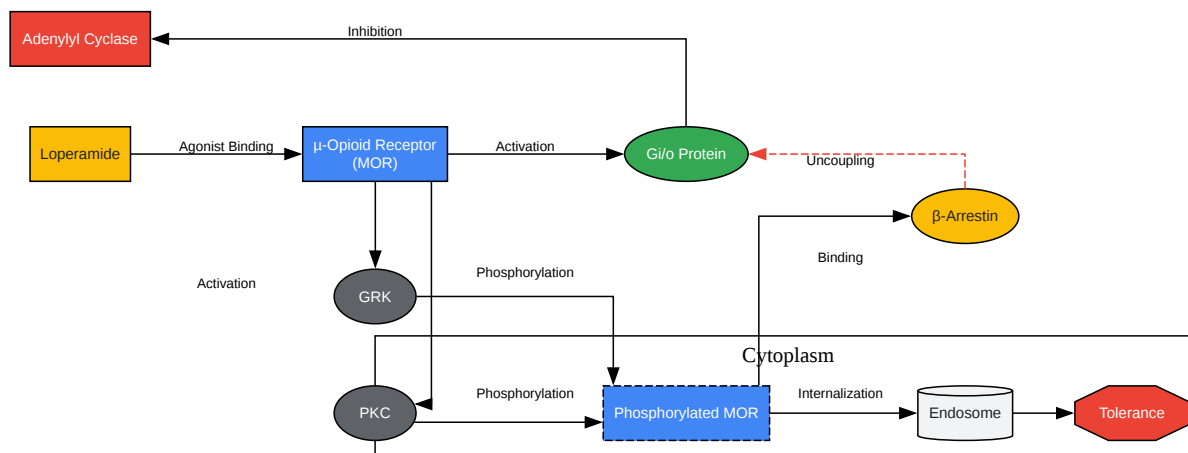 Adenylyl Cyclase
Inhibition
Loperamide
Agonist Binding
µ-Opioid Receptor
(MOR)
Activation
Gi/o Protein
Uncoupling
β-Arrestin
Binding
Activation
GRK
Phosphorylation
Cytoplasm
PKC
Phosphorylation
Phosphorylated MOR
Internalization
Endosome
Tolerance